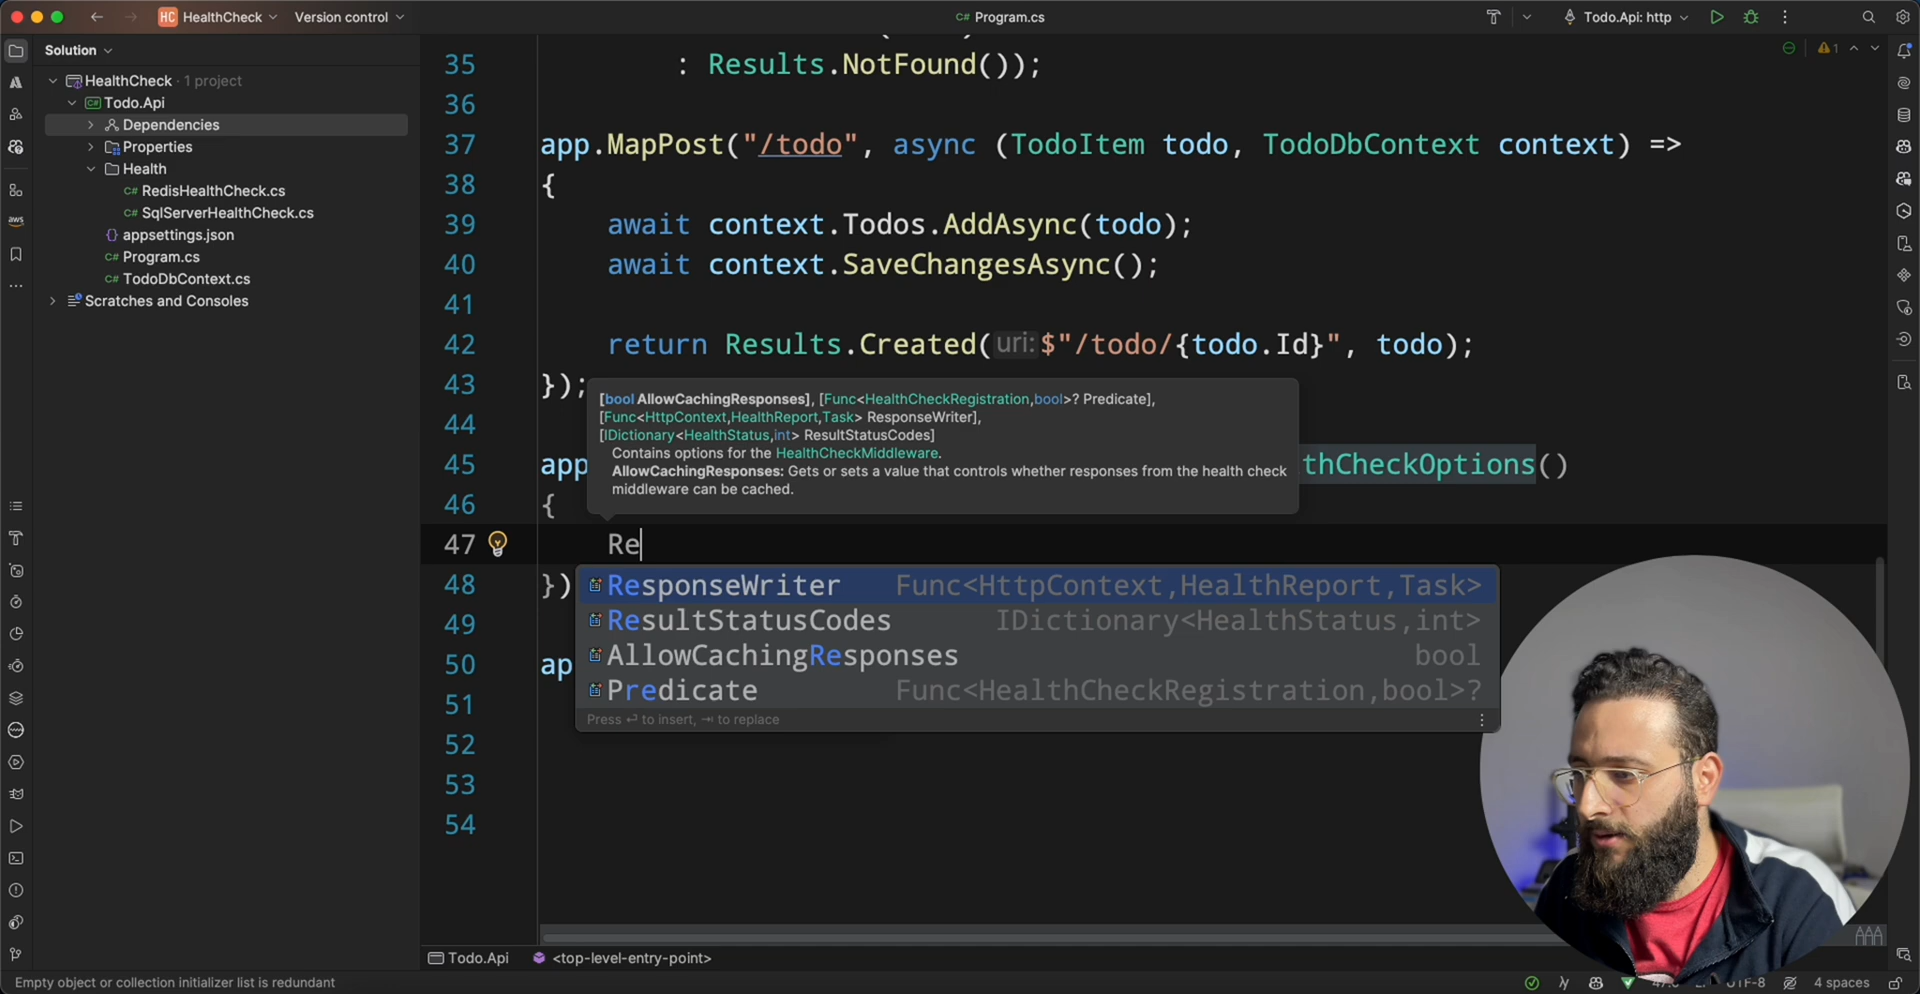 HC HealthCheck Version control
C# Program.cs
Todo.Api: http
Solution
HealthCheck · 1 project
Todo.Api
Dependencies
Properties
Health
C# RedisHealthCheck.cs
C# SqlServerHealthCheck.cs
{} appsettings.json
C# Program.cs
C# TodoDbContext.cs
Scratches and Consoles
aws
1
35 : Results.NotFound());
36
37 app.MapPost("/todo", async (TodoItem todo, TodoDbContext context) =>
38 {
39 await context.Todos.AddAsync(todo);
40 await context.SaveChangesAsync();
41
42 return Results.Created(uri: $"/todo/{todo.Id}", todo);
43 });
[bool AllowCachingResponses], [Func<HealthCheckRegistration,bool>? Predicate],
[Func<HttpContext,HealthReport,Task> ResponseWriter],
[IDictionary<HealthStatus,int> ResultStatusCodes]
Contains options for the HealthCheckMiddleware.
AllowCachingResponses: Gets or sets a value that controls whether responses from the health check
middleware can be cached.
44
45 app thCheckOptions()
46 {
47 Re
48 })
ResponseWriter Func<HttpContext,HealthReport,Task>
ResultStatusCodes IDictionary<HealthStatus,int>
AllowCachingResponses bool
Predicate Func<HealthCheckRegistration,bool>?
Press ⏎ to insert, ⇥ to replace
49
50 ap
51
52
53
54
Todo.Api <top-level-entry-point>
Empty object or collection initializer list is redundant
UTF-8 4 spaces